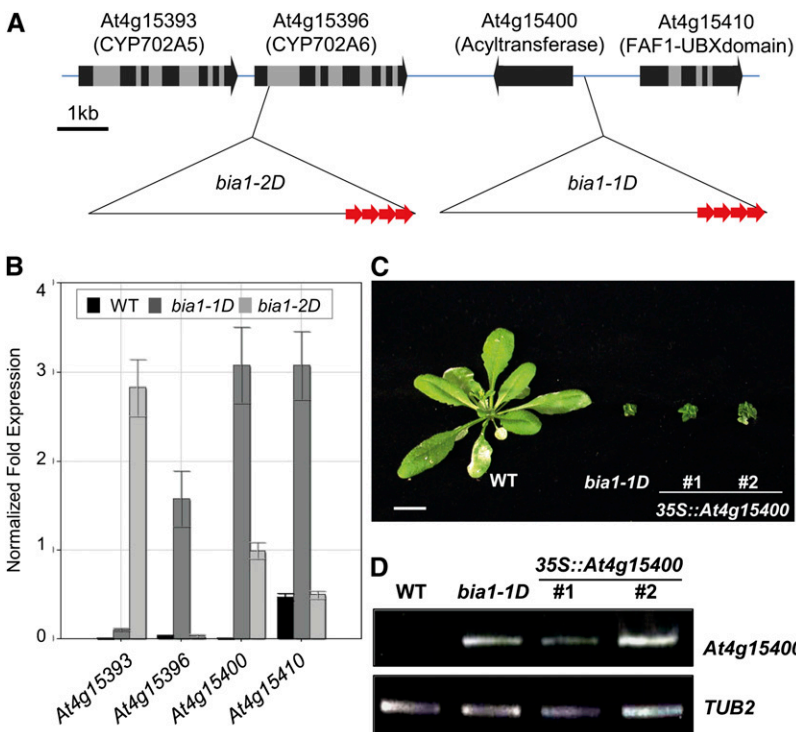 A
At4g15393
(CYP702A5)
At4g15396
(CYP702A6)
At4g15400
(Acyltransferase)
At4g15410
(FAF1-UBXdomain)
1kb
bia1-2D
bia1-1D
B
4
3
2
1
0
Normalized Fold Expression
WT
bia1-1D
bia1-2D
At4g15393
At4g15396
At4g15400
At4g15410
C
WT
bia1-1D
#1
#2
35S::At4g15400
D
WT
bia1-1D
35S::At4g15400
#1
#2
At4g15400
TUB2